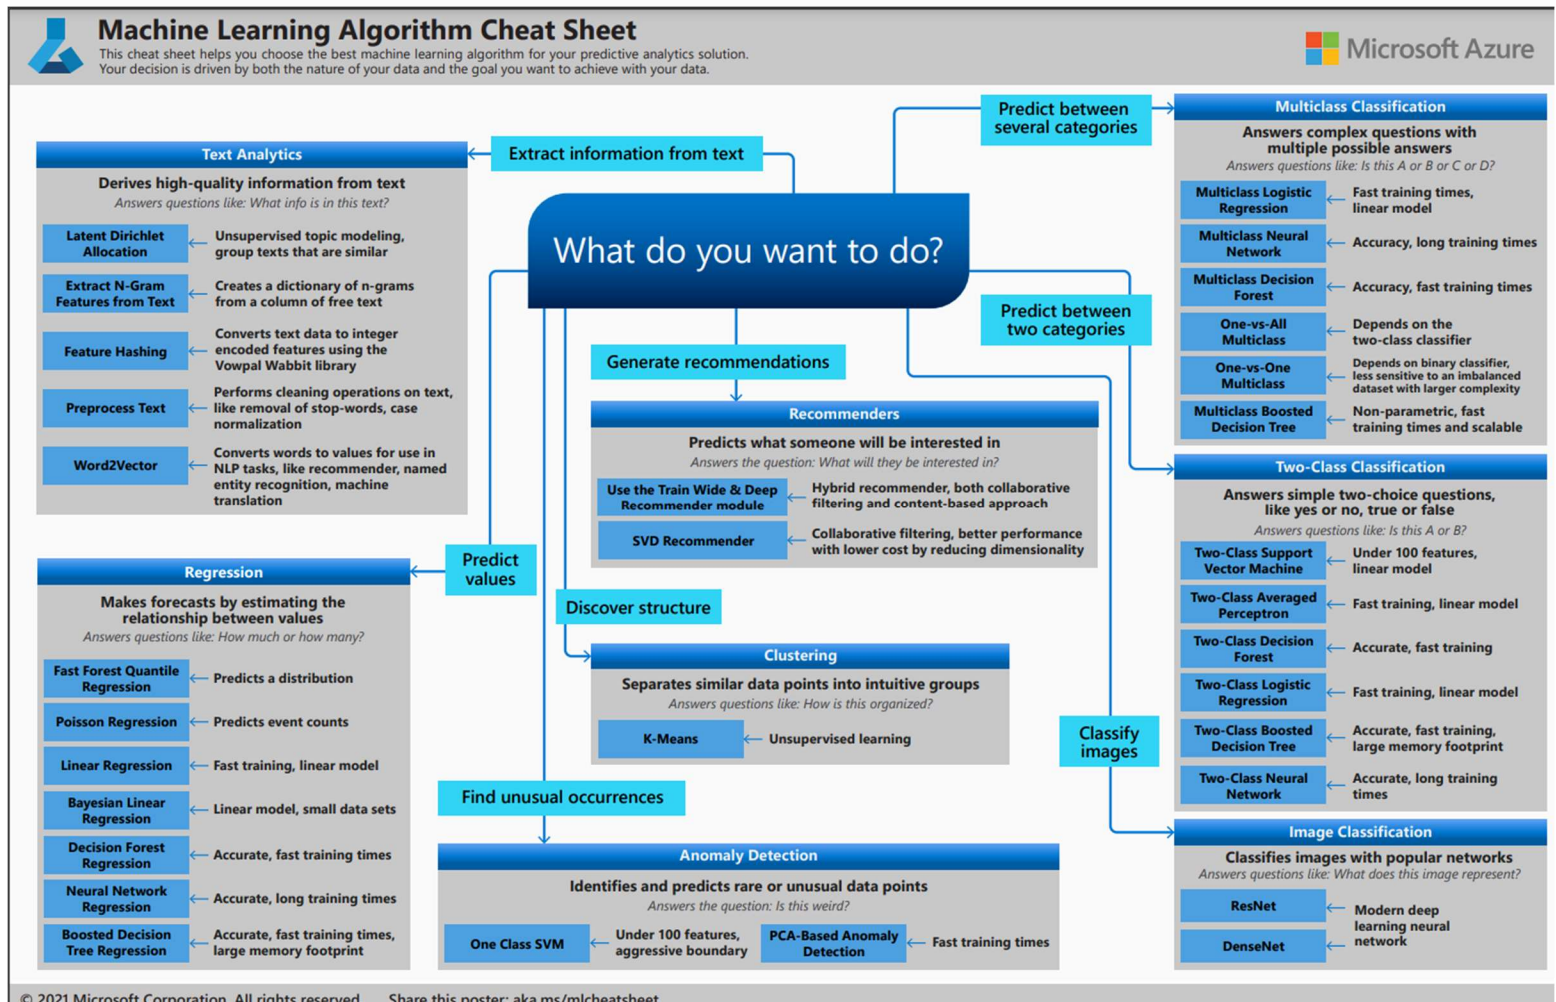 Machine Learning Algorithm Cheat Sheet
This cheat sheet helps you choose the best machine learning algorithm for your predictive analytics solution.
Your decision is driven by both the nature of your data and the goal you want to achieve with your data.
Microsoft Azure
What do you want to do?
Extract information from text
Text Analytics
Derives high-quality information from text
Answers questions like: What info is in this text?
Latent Dirichlet
Allocation
Unsupervised topic modeling,
group texts that are similar
Extract N-Gram
Features from Text
Creates a dictionary of n-grams
from a column of free text
Feature Hashing
Converts text data to integer
encoded features using the
Vowpal Wabbit library
Preprocess Text
Performs cleaning operations on text,
like removal of stop-words, case
normalization
Word2Vector
Converts words to values for use in
NLP tasks, like recommender, named
entity recognition, machine
translation
Predict
values
Regression
Makes forecasts by estimating the
relationship between values
Answers questions like: How much or how many?
Fast Forest Quantile
Regression
Predicts a distribution
Poisson Regression
Predicts event counts
Linear Regression
Fast training, linear model
Bayesian Linear
Regression
Linear model, small data sets
Decision Forest
Regression
Accurate, fast training times
Neural Network
Regression
Accurate, long training times
Boosted Decision
Tree Regression
Accurate, fast training times,
large memory footprint
Generate recommendations
Recommenders
Predicts what someone will be interested in
Answers the question: What will they be interested in?
Use the Train Wide & Deep
Recommender module
Hybrid recommender, both collaborative
filtering and content-based approach
SVD Recommender
Collaborative filtering, better performance
with lower cost by reducing dimensionality
Discover structure
Clustering
Separates similar data points into intuitive groups
Answers questions like: How is this organized?
K-Means
Unsupervised learning
Find unusual occurrences
Anomaly Detection
Identifies and predicts rare or unusual data points
Answers the question: Is this weird?
One Class SVM
Under 100 features,
aggressive boundary
PCA-Based Anomaly
Detection
Fast training times
Predict between
several categories
Multiclass Classification
Answers complex questions with
multiple possible answers
Answers questions like: Is this A or B or C or D?
Multiclass Logistic
Regression
Fast training times,
linear model
Multiclass Neural
Network
Accuracy, long training times
Multiclass Decision
Forest
Accuracy, fast training times
One-vs-All
Multiclass
Depends on the
two-class classifier
One-vs-One
Multiclass
Depends on binary classifier,
less sensitive to an imbalanced
dataset with larger complexity
Multiclass Boosted
Decision Tree
Non-parametric, fast
training times and scalable
Predict between
two categories
Two-Class Classification
Answers simple two-choice questions,
like yes or no, true or false
Answers questions like: Is this A or B?
Two-Class Support
Vector Machine
Under 100 features,
linear model
Two-Class Averaged
Perceptron
Fast training, linear model
Two-Class Decision
Forest
Accurate, fast training
Two-Class Logistic
Regression
Fast training, linear model
Two-Class Boosted
Decision Tree
Accurate, fast training,
large memory footprint
Two-Class Neural
Network
Accurate, long training
times
Classify
images
Image Classification
Classifies images with popular networks
Answers questions like: What does this image represent?
ResNet
DenseNet
Modern deep
learning neural
network
© 2021 Microsoft Corporation. All rights reserved. Share this poster: aka.ms/mlcheatsheet